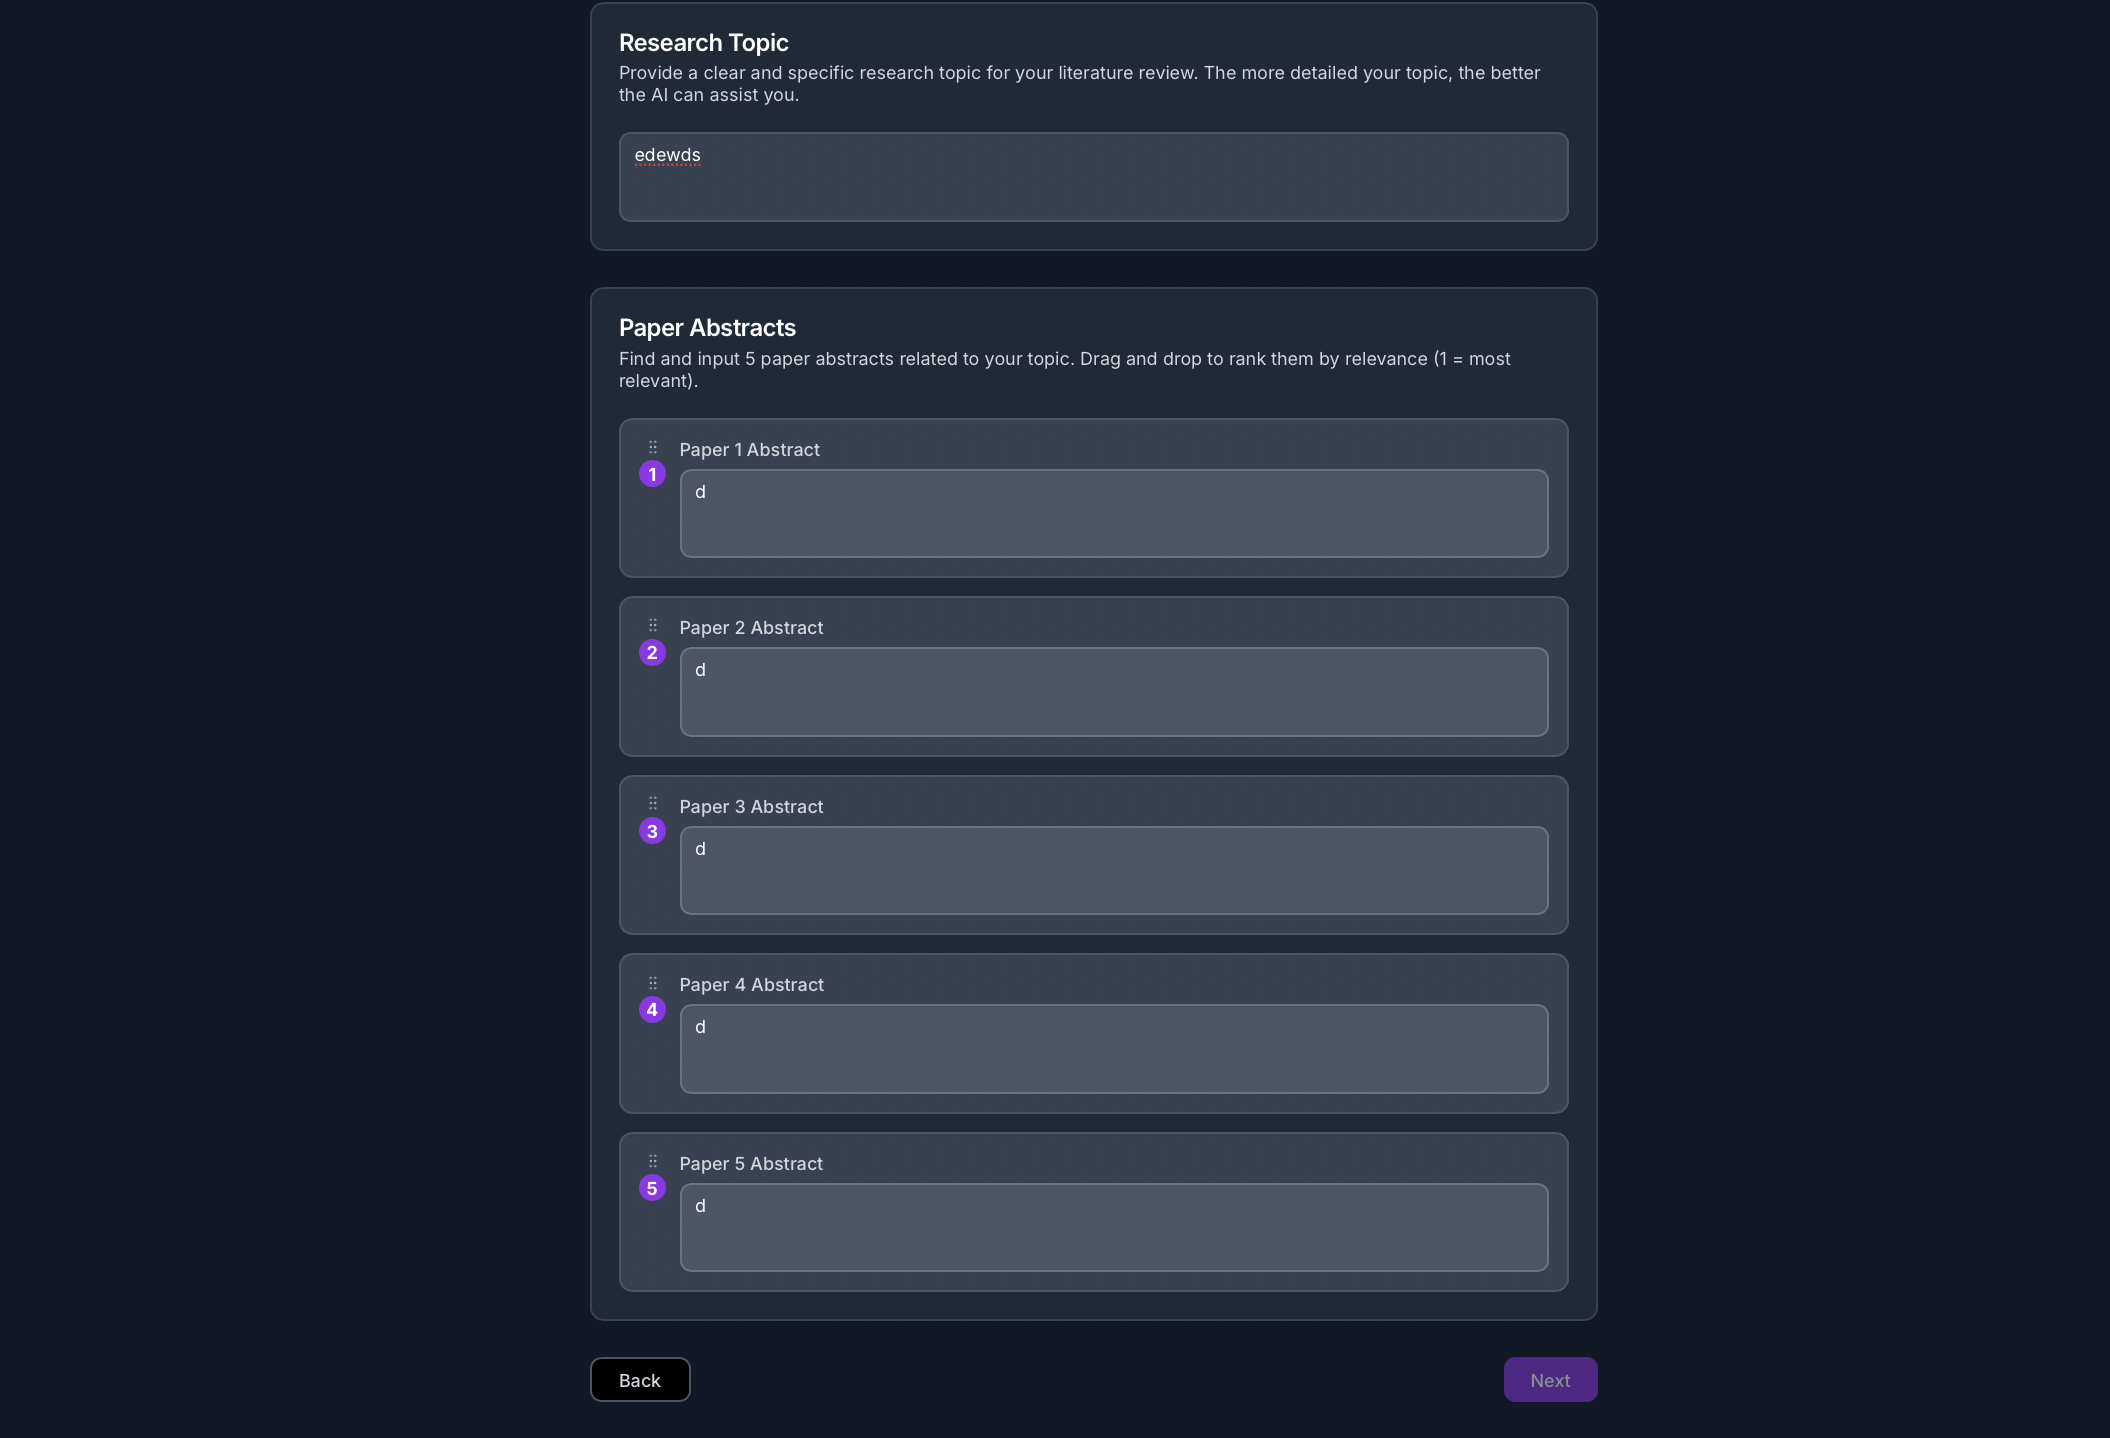 Research Topic
Provide a clear and specific research topic for your literature review. The more detailed your topic, the better
the AI can assist you.
edewds
Paper Abstracts
Find and input 5 paper abstracts related to your topic. Drag and drop to rank them by relevance (1 = most
relevant).
Paper 1 Abstract
1
d
Paper 2 Abstract
2
d
Paper 3 Abstract
3
d
Paper 4 Abstract
4
d
Paper 5 Abstract
5
d
Back
Next